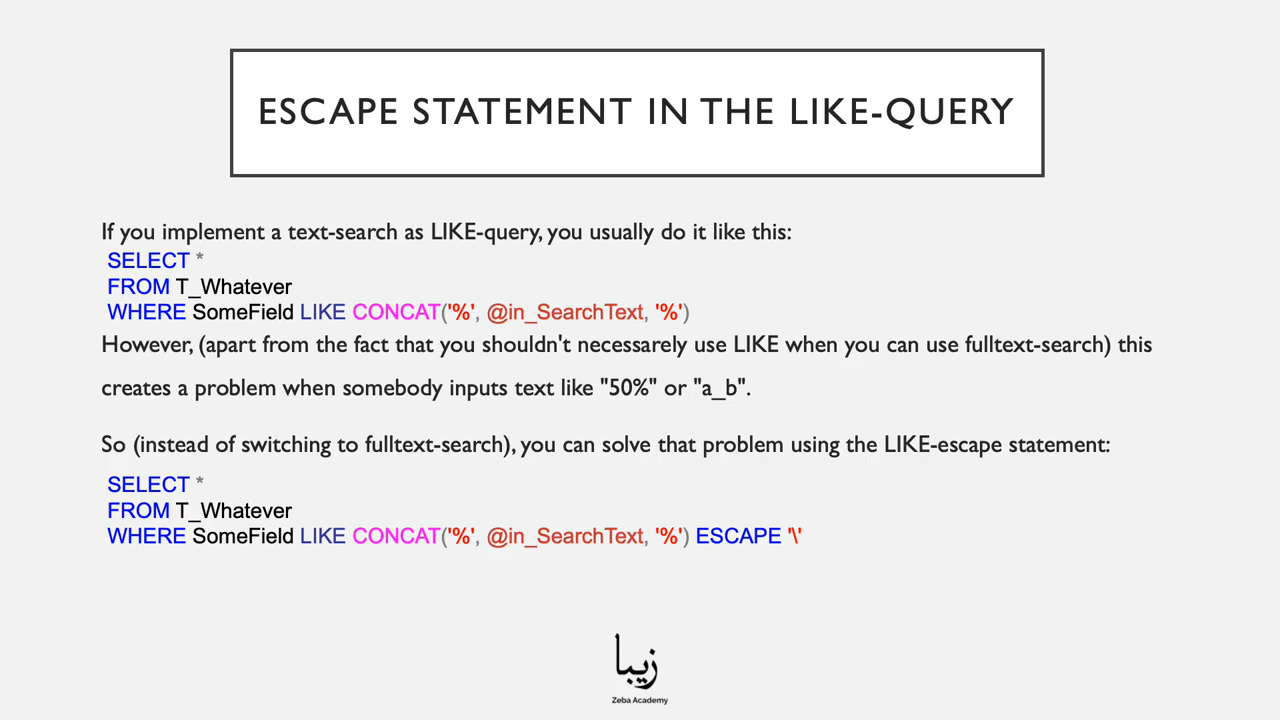 ESCAPE STATEMENT IN THE LIKE-QUERY
If you implement a text-search as LIKE-query, you usually do it like this:
SELECT *
FROM T_Whatever
WHERE SomeField LIKE CONCAT('%', @in_SearchText, '%')
However, (apart from the fact that you shouldn't necessarely use LIKE when you can use fulltext-search) this
creates a problem when somebody inputs text like "50%" or "a_b".
So (instead of switching to fulltext-search), you can solve that problem using the LIKE-escape statement:
SELECT *
FROM T_Whatever
WHERE SomeField LIKE CONCAT('%', @in_SearchText, '%') ESCAPE '\'
زیبا
Zeba Academy